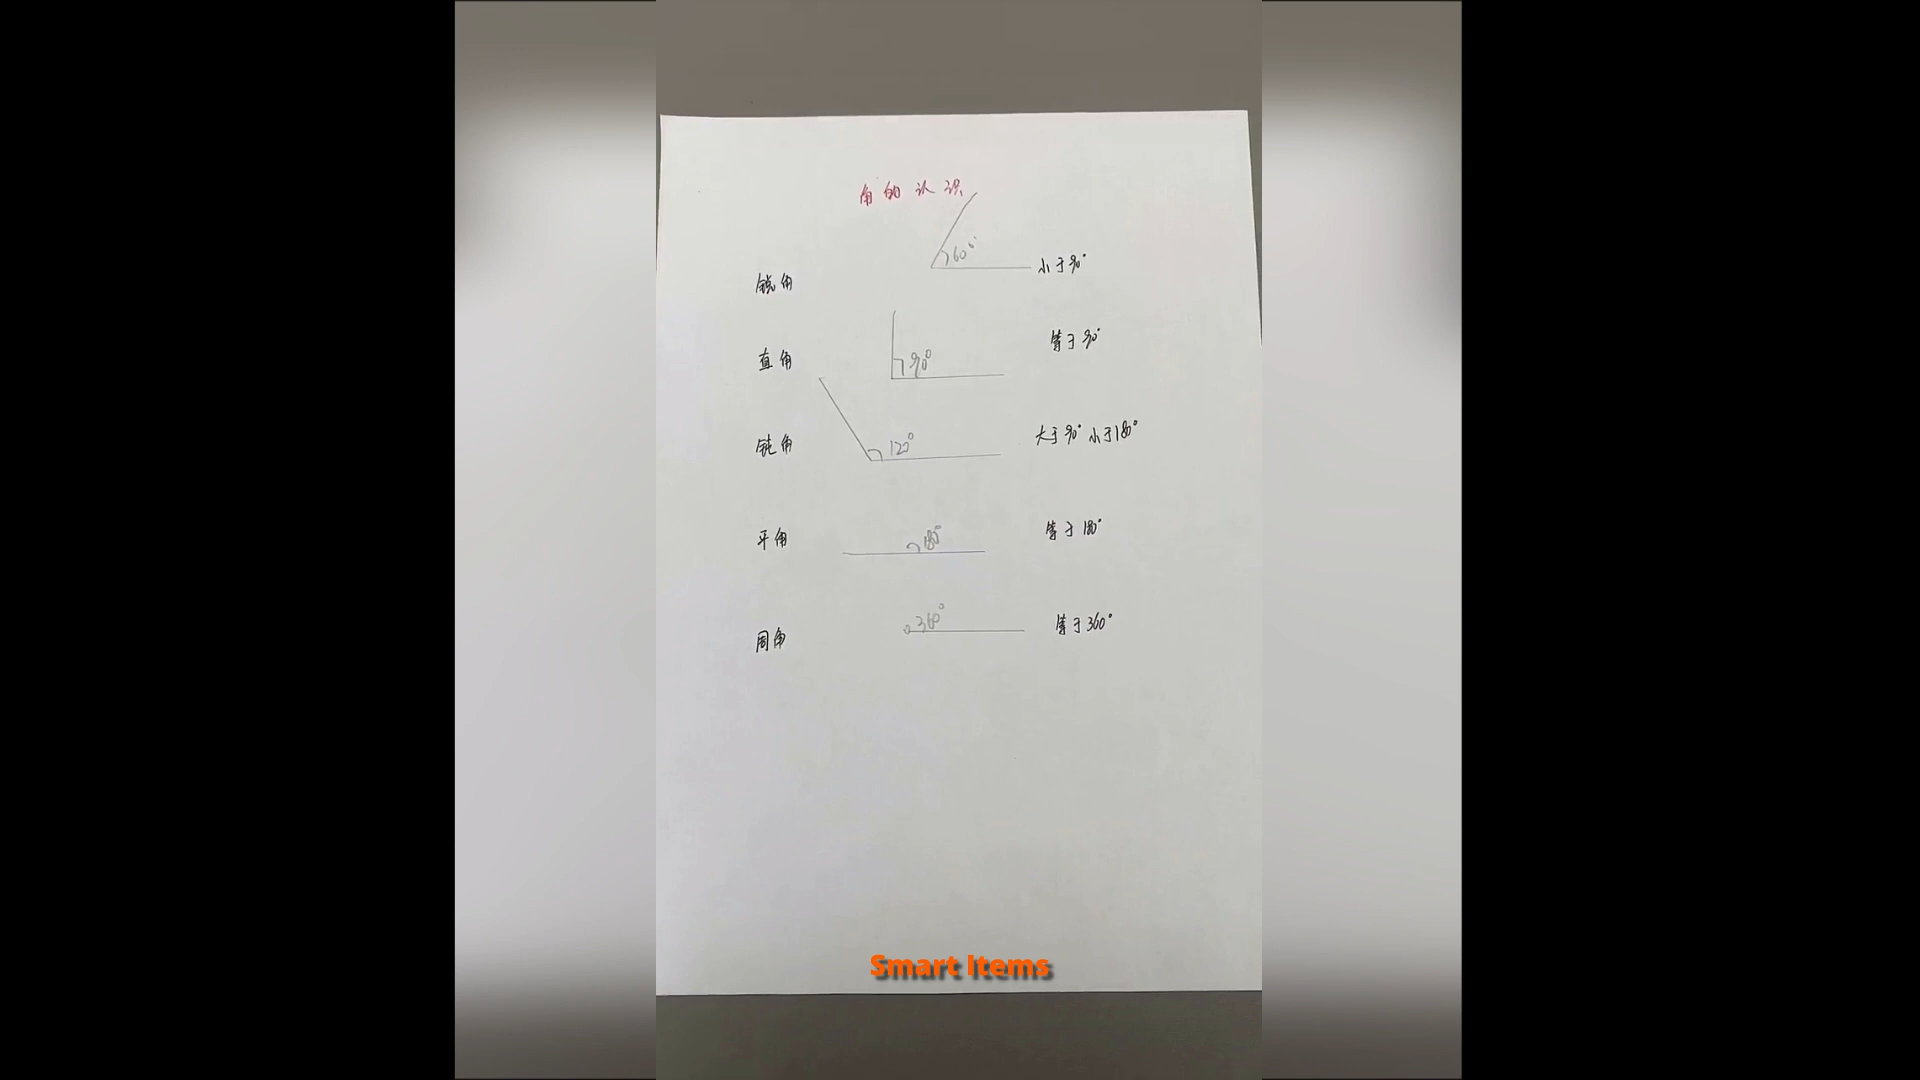 角的认识
锐角 60° 小于90°
直角 90° 等于90°
钝角 120° 大于90° 小于180°
平角 180° 等于180°
周角 360° 等于360°
Smart Items